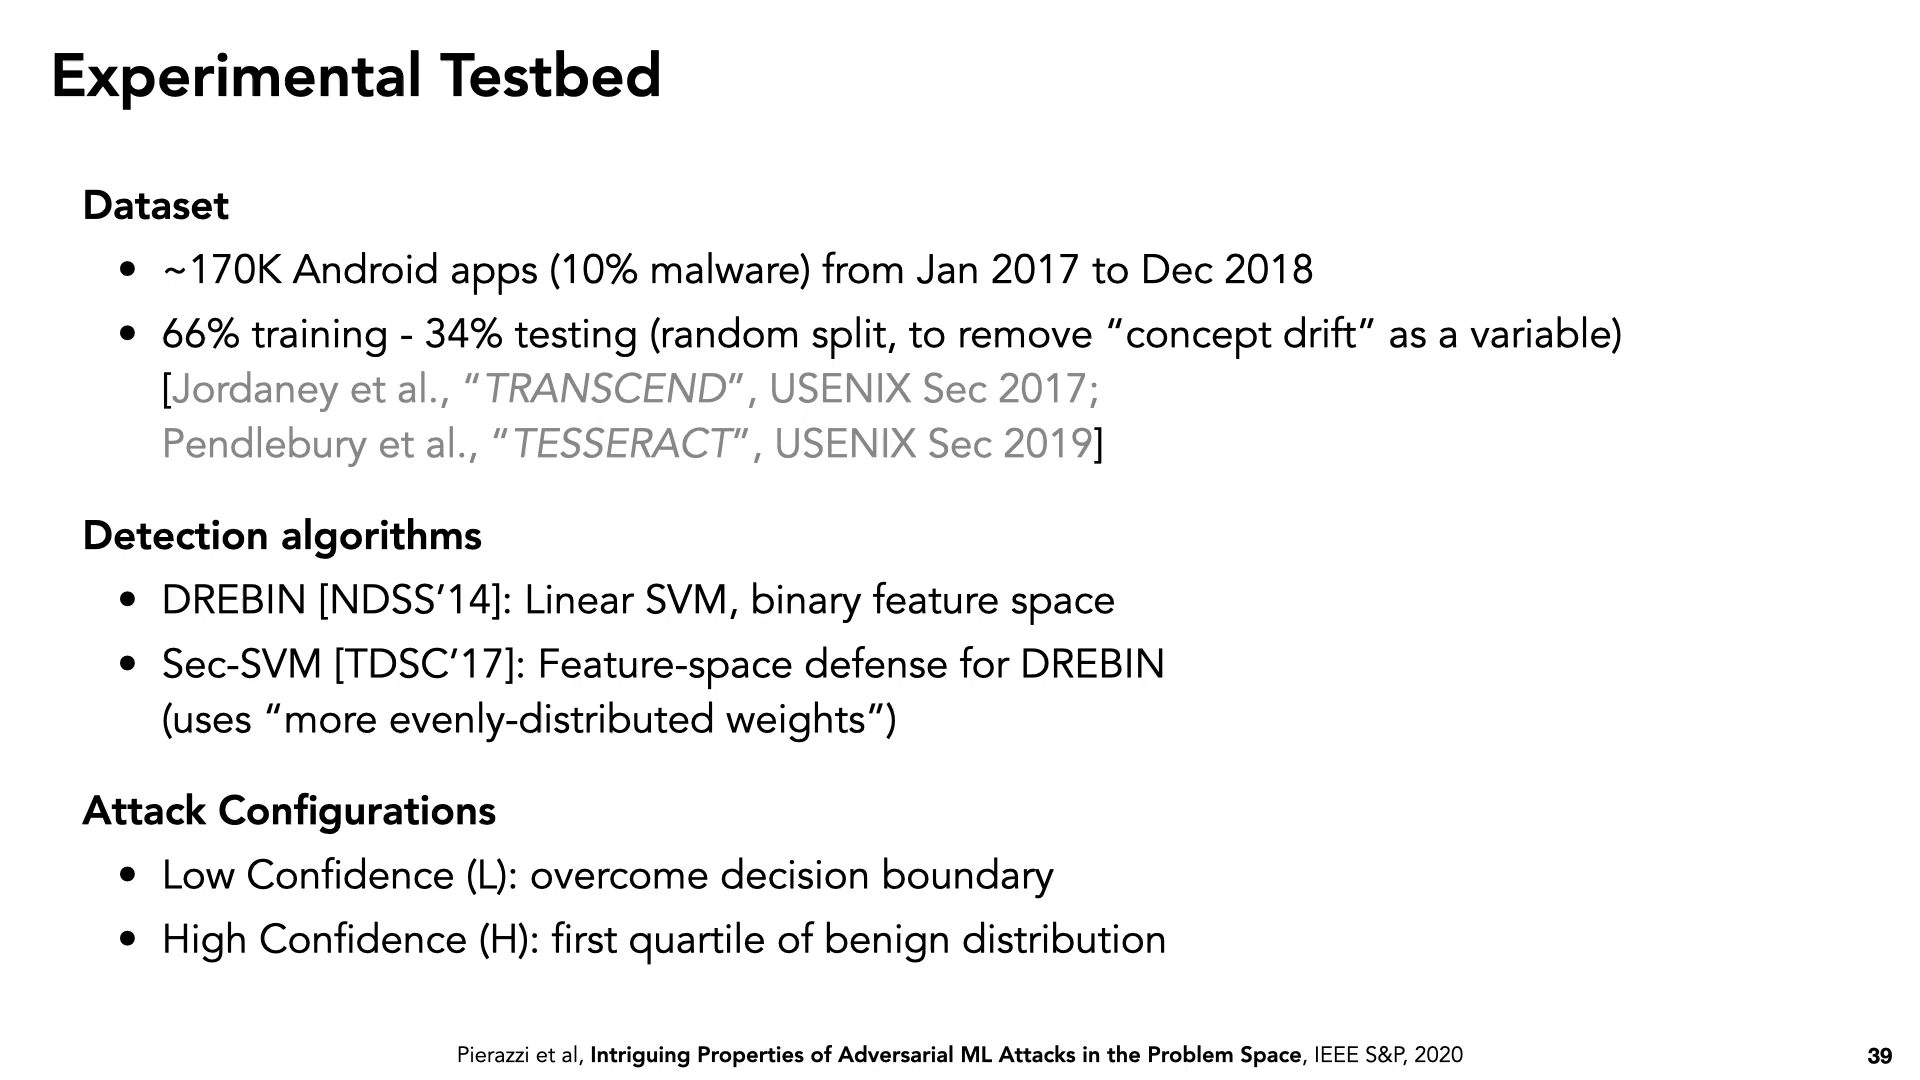 Experimental Testbed
Dataset
• ~170K Android apps (10% malware) from Jan 2017 to Dec 2018
• 66% training - 34% testing (random split, to remove “concept drift” as a variable)
[Jordaney et al., “TRANSCEND”, USENIX Sec 2017;
Pendlebury et al., “TESSERACT”, USENIX Sec 2019]
Detection algorithms
• DREBIN [NDSS’14]: Linear SVM, binary feature space
• Sec-SVM [TDSC’17]: Feature-space defense for DREBIN
(uses “more evenly-distributed weights”)
Attack Configurations
• Low Confidence (L): overcome decision boundary
• High Confidence (H): first quartile of benign distribution
Pierazzi et al, Intriguing Properties of Adversarial ML Attacks in the Problem Space, IEEE S&P, 2020
39